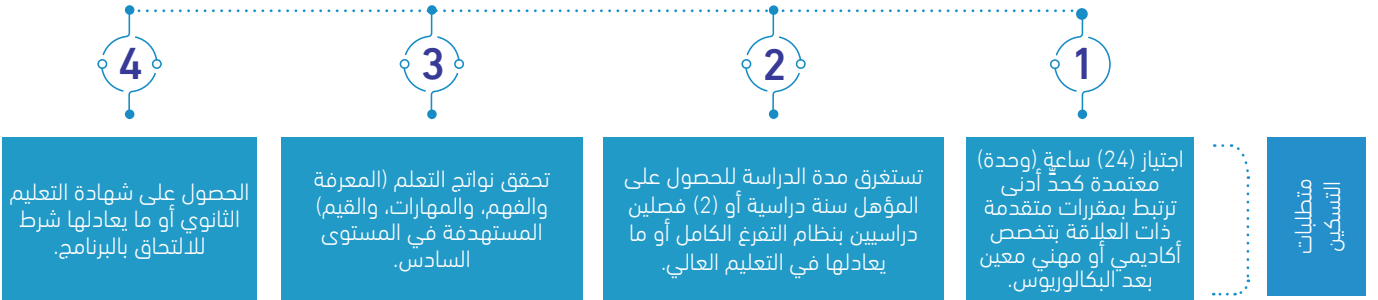 متطلبات
التسكين
1
اجتياز (24) ساعة (وحدة)
معتمدة كحدٍّ أدنى
ترتبط بمقررات متقدمة
ذات العلاقة بتخصص
أكاديمي أو مهني معين
بعد البكالوريوس.
2
تستغرق مدة الدراسة للحصول على
المؤهل سنة دراسية أو (2) فصلين
دراسيين بنظام التفرغ الكامل أو ما
يعادلها في التعليم العالي.
3
تحقق نواتج التعلم (المعرفة
والفهم، والمهارات، والقيم)
المستهدفة في المستوى
السادس.
4
الحصول على شهادة التعليم
الثانوي أو ما يعادلها شرط
للالتحاق بالبرنامج.